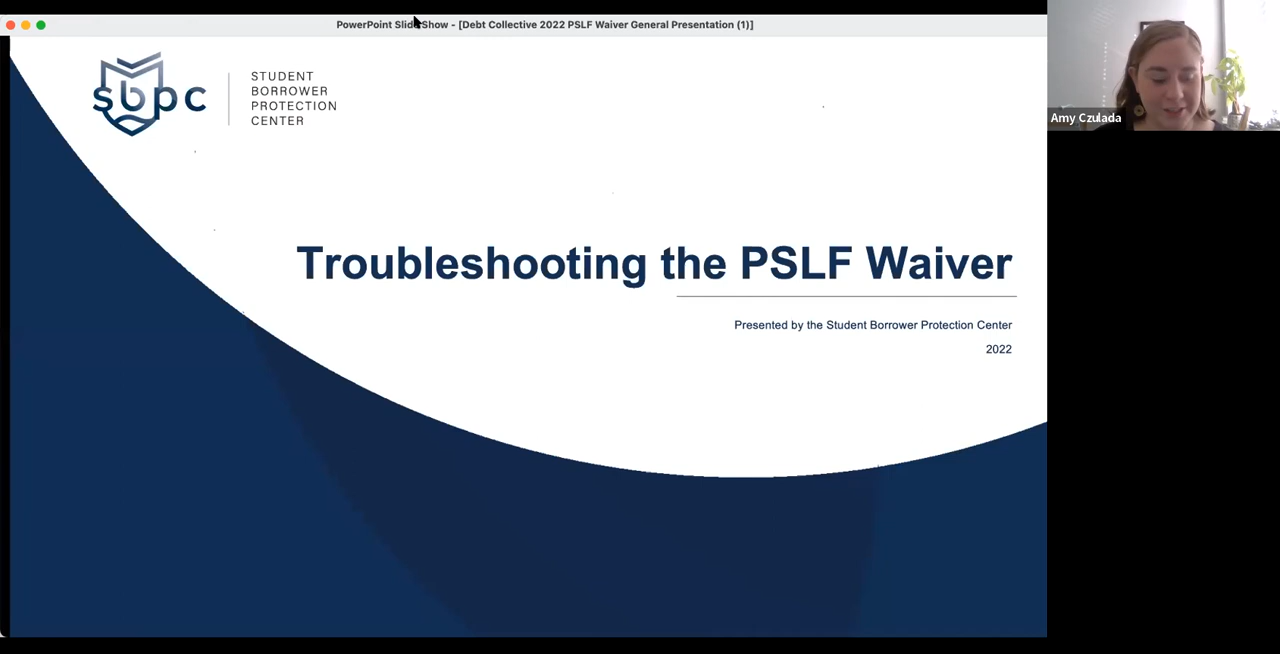 PowerPoint Slide Show - [Debt Collective 2022 PSLF Waiver General Presentation (1)]
sbpc
STUDENT
BORROWER
PROTECTION
CENTER
Amy Czulada
Troubleshooting the PSLF Waiver
Presented by the Student Borrower Protection Center
2022